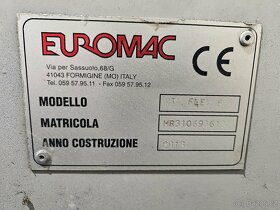 EUROMAC
CE
Via per Sassuolo,68/G
41043 FORMIGINE (MO) ITALY
Tel. 059 57.95.11 - Fax 059 57.95.12
MODELLO
MATRICOLA
ANNO COSTRUZIONE